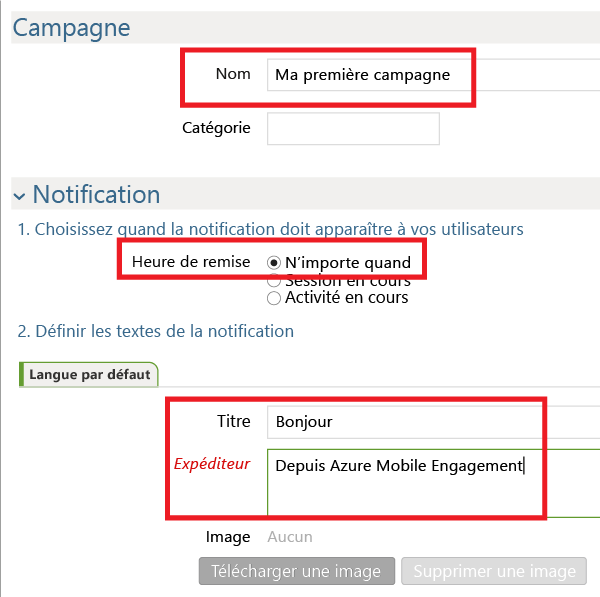 Campagne
Nom Ma première campagne
Catégorie
Notification
1. Choisissez quand la notification doit apparaître à vos utilisateurs
Heure de remise N'importe quand
Session en cours
Activité en cours
2. Définir les textes de la notification
Langue par défaut
Titre Bonjour
Expéditeur Depuis Azure Mobile Engagement
Image Aucun
Télécharger une image Supprimer une image